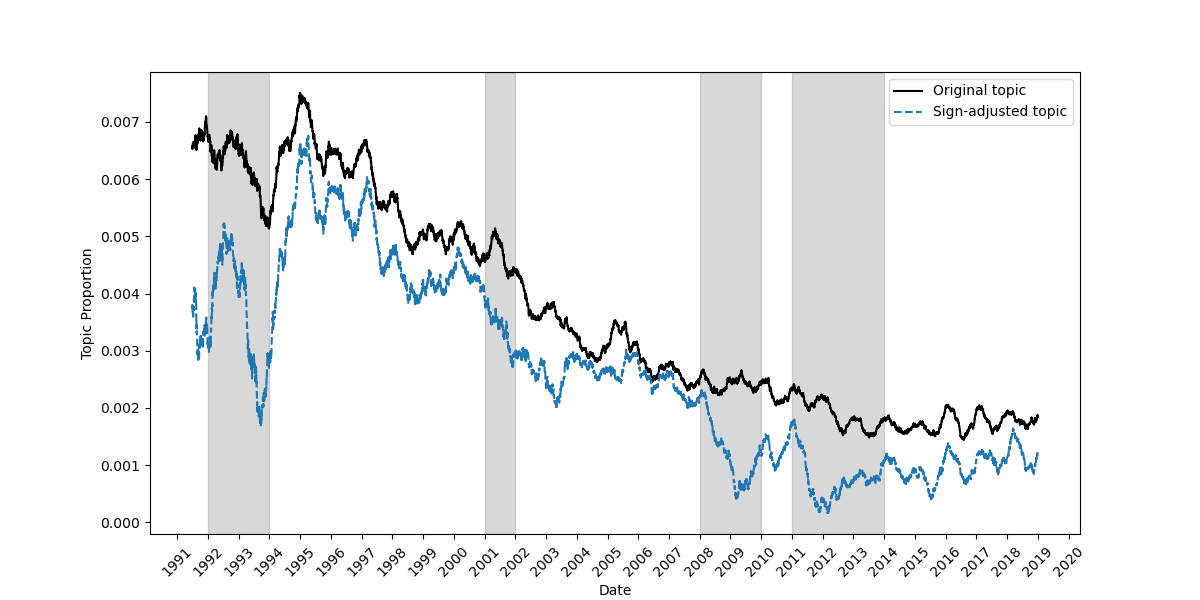 Original topic
Sign-adjusted topic
Topic Proportion
0.007
0.006
0.005
0.004
0.003
0.002
0.001
0.000
1991 1992 1993 1994 1995 1996 1997 1998 1999 2000 2001 2002 2003 2004 2005 2006 2007 2008 2009 2010 2011 2012 2013 2014 2015 2016 2017 2018 2019 2020
Date